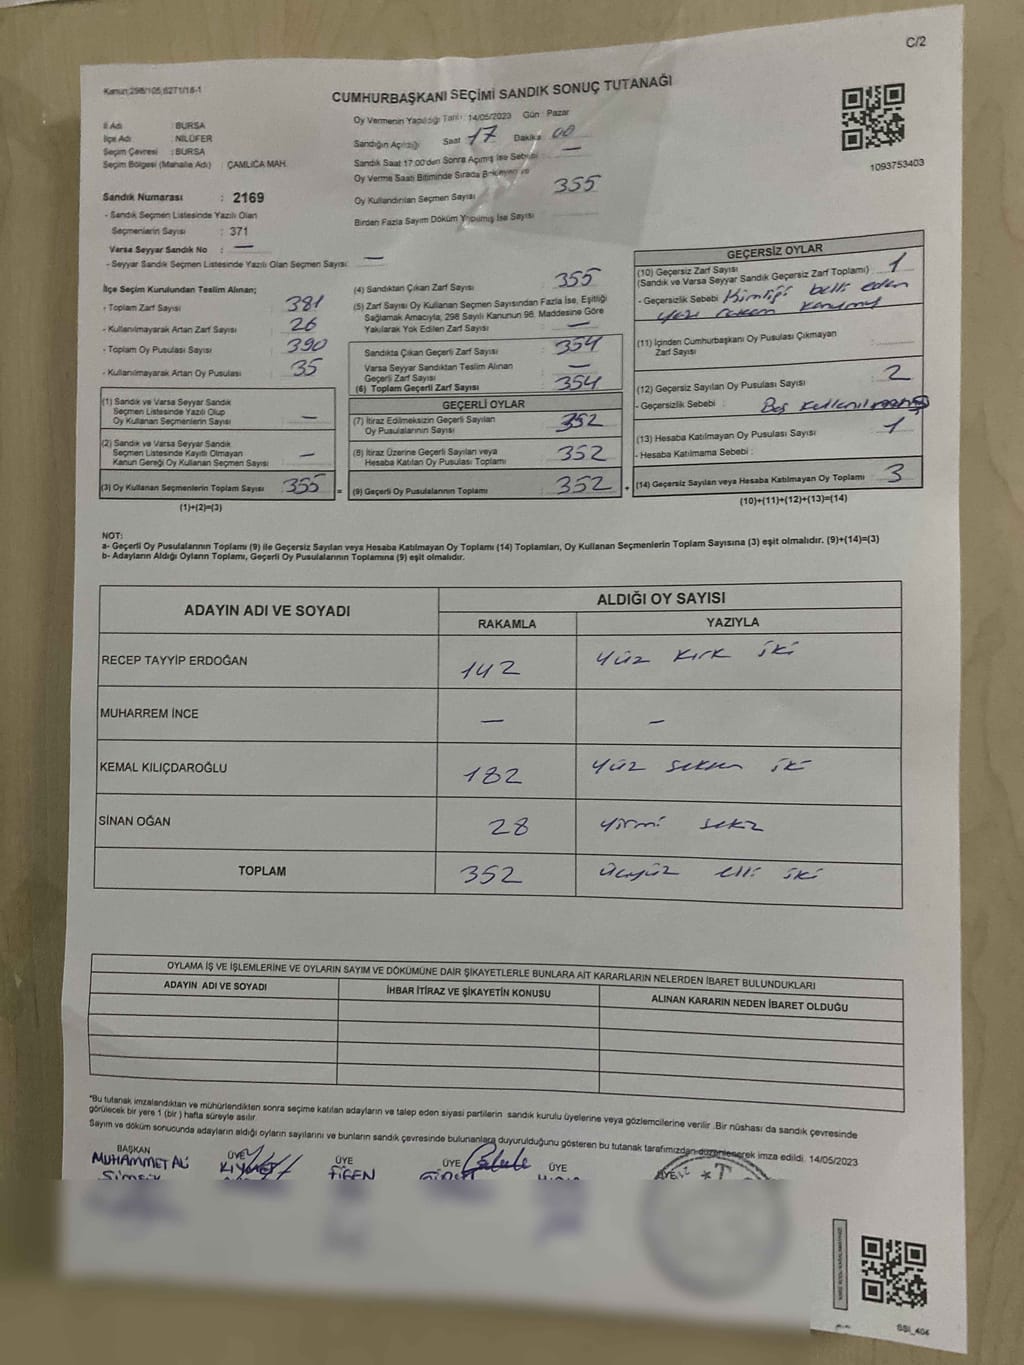 C/2
Kanun:298/105,6271/18-1
CUMHURBAŞKANI SEÇİMİ SANDIK SONUÇ TUTANAĞI
İl Adı : BURSA
İlçe Adı : NİLÜFER
Seçim Çevresi : BURSA
Seçim Bölgesi (Mahalle Adı) ÇAMLICA MAH.
Oy Vermenin Yapıldığı Tarih : 14/05/2023 Gün : Pazar
Sandığın Açıldığı Saat : 17 Dakika 00
Sandık Saat 17:00'den Sonra Açmış İse Sebebi —
Oy Verme Saati Bitiminde Sırada Bekleyen ve
Oy Kullandırılan Seçmen Sayısı 355
Birden Fazla Sayım Döküm Yapılmış İse Sayısı
1093753403
Sandık Numarası : 2169
- Sandık Seçmen Listesinde Yazılı Olan
Seçmenlerin Sayısı : 371
Varsa Seyyar Sandık No : —
- Seyyar Sandık Seçmen Listesinde Yazılı Olan Seçmen Sayısı: —
İlçe Seçim Kurulundan Teslim Alınan;
- Toplam Zarf Sayısı 381
- Kullanılmayarak Artan Zarf Sayısı 26
- Toplam Oy Pusulası Sayısı 390
- Kullanılmayarak Artan Oy Pusulası 35
(1) Sandık ve Varsa Seyyar Sandık
Seçmen Listesinde Yazılı Olup
Oy Kullanan Seçmenlerin Sayısı —
(2) Sandık ve Varsa Seyyar Sandık
Seçmen Listesinde Kayıtlı Olmayan
Kanun Gereği Oy Kullanan Seçmen Sayısı —
(3) Oy Kullanan Seçmenlerin Toplam Sayısı 355 =
(1)+(2)=(3)
(4) Sandıktan Çıkan Zarf Sayısı 355
(5) Zarf Sayısı Oy Kullanan Seçmen Sayısından Fazla İse, Eşitliği
Sağlamak Amacıyla, 298 Sayılı Kanunun 98. Maddesine Göre
Yakılarak Yok Edilen Zarf Sayısı —
Sandıkta Çıkan Geçerli Zarf Sayısı 354
Varsa Seyyar Sandıktan Teslim Alınan
Geçerli Zarf Sayısı —
(6) Toplam Geçerli Zarf Sayısı 354
GEÇERLİ OYLAR
(7) İtiraz Edilmeksizin Geçerli Sayılan
Oy Pusulalarının Sayısı 352
(8) İtiraz Üzerine Geçerli Sayılan veya
Hesaba Katılan Oy Pusulası Toplamı 352
(9) Geçerli Oy Pusulalarının Toplamı 352 +
GEÇERSİZ OYLAR
(10) Geçersiz Zarf Sayısı
(Sandık ve Varsa Seyyar Sandık Geçersiz Zarf Toplamı) 1
- Geçersizlik Sebebi Kimliği belli eden
yazı rakam konumuş
(11) İçinden Cumhurbaşkanı Oy Pusulası Çıkmayan
Zarf Sayısı
(12) Geçersiz Sayılan Oy Pusulası Sayısı 2
- Geçersizlik Sebebi : Boş kullanılmamış
(13) Hesaba Katılmayan Oy Pusulası Sayısı 1
- Hesaba Katılmama Sebebi :
(14) Geçersiz Sayılan veya Hesaba Katılmayan Oy Toplamı 3
(10)+(11)+(12)+(13)=(14)
NOT:
a- Geçerli Oy Pusulalarının Toplamı (9) ile Geçersiz Sayılan veya Hesaba Katılmayan Oy Toplamı (14) Toplamları, Oy Kullanan Seçmenlerin Toplam Sayısına (3) eşit olmalıdır. (9)+(14)=(3)
b- Adayların Aldığı Oyların Toplamı, Geçerli Oy Pusulalarının Toplamına (9) eşit olmalıdır.
ADAYIN ADI VE SOYADI
ALDIĞI OY SAYISI
RAKAMLA YAZIYLA
RECEP TAYYİP ERDOĞAN 142 Yüz kırk iki
MUHARREM İNCE — —
KEMAL KILIÇDAROĞLU 182 Yüz seksen iki
SİNAN OĞAN 28 yirmi sekiz
TOPLAM 352 üçyüz elli iki
OYLAMA İŞ VE İŞLEMLERİNE VE OYLARIN SAYIM VE DÖKÜMÜNE DAİR ŞİKAYETLERLE BUNLARA AİT KARARLARIN NELERDEN İBARET BULUNDUKLARI
ADAYIN ADI VE SOYADI İHBAR İTİRAZ VE ŞİKAYETİN KONUSU ALINAN KARARIN NEDEN İBARET OLDUĞU
*Bu tutanak imzalandıktan ve mühürlendikten sonra seçime katılan adayların ve talep eden siyasi partilerin sandık kurulu üyelerine veya gözlemcilerine verilir .Bir nüshası da sandık çevresinde
görülecek bir yere 1 (bir ) hafta süreyle asılır.
Sayım ve döküm sonucunda adayların aldığı oyların sayılarını ve bunların sandık çevresinde bulunanlara duyurulduğunu gösteren bu tutanak tarafımızdan düzenlenerek imza edildi. 14/05/2023
BAŞKAN ÜYE ÜYE ÜYE ÜYE ÜYE
MUHAMMET ALİ KIYMET FİGEN
SSİ_404